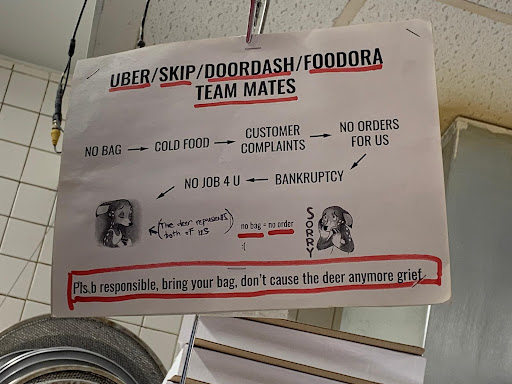 UBER/SKIP/DOORDASH/FOODORA
TEAM MATES
NO BAG → COLD FOOD → CUSTOMER COMPLAINTS → NO ORDERS FOR US
NO JOB 4 U ← BANKRUPTCY
(The deer represents
both of us)
no bag = no order
:(
SORRY
Pls.b responsible, bring your bag, don't cause the deer anymore grief